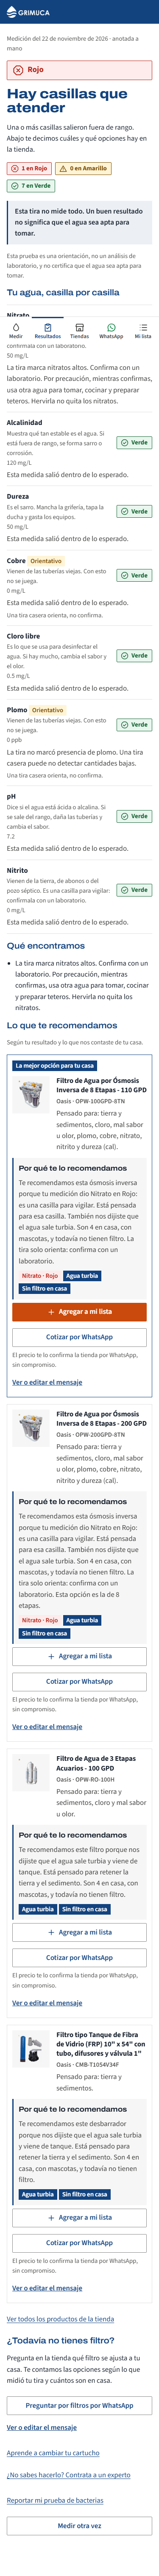 GRIMUCA
Medición del 22 de noviembre de 2026 · anotada a
mano
Rojo
Hay casillas que
atender
Una o más casillas salieron fuera de rango.
Abajo te decimos cuáles y qué opciones hay en
la tienda.
1 en Rojo
0 en Amarillo
7 en Verde
Esta tira no mide todo. Un buen resultado
no significa que el agua sea apta para
tomar.
Esta prueba es una orientación, no un análisis de
laboratorio, y no certifica que el agua sea apta para
tomar.
Tu agua, casilla por casilla
Nitrato
Medir
Resultados
Tiendas
WhatsApp
Mi lista
confírmala con un laboratorio.
50 mg/L
La tira marca nitratos altos. Confirma con un
laboratorio. Por precaución, mientras confirmas,
usa otra agua para tomar, cocinar y preparar
teteros. Hervirla no quita los nitratos.
Alcalinidad
Muestra qué tan estable es el agua. Si
está fuera de rango, se forma sarro o
corrosión.
120 mg/L
Verde
Esta medida salió dentro de lo esperado.
Dureza
Es el sarro. Mancha la grifería, tapa la
ducha y gasta los equipos.
50 mg/L
Verde
Esta medida salió dentro de lo esperado.
Cobre Orientativo
Vienen de las tuberías viejas. Con esto
no se juega.
0 mg/L
Verde
Esta medida salió dentro de lo esperado.
Una tira casera orienta, no confirma.
Cloro libre
Es lo que se usa para desinfectar el
agua. Si hay mucho, cambia el sabor y
el olor.
0.5 mg/L
Verde
Esta medida salió dentro de lo esperado.
Plomo Orientativo
Vienen de las tuberías viejas. Con esto
no se juega.
0 ppb
Verde
La tira no marcó presencia de plomo. Una tira
casera no puede detectar cantidades bajas.
Una tira casera orienta, no confirma.
pH
Dice si el agua está ácida o alcalina. Si
se sale del rango, daña las tuberías y
cambia el sabor.
7.2
Verde
Esta medida salió dentro de lo esperado.
Nitrito
Vienen de la tierra, de abonos o del
pozo séptico. Es una casilla para vigilar:
confírmala con un laboratorio.
0 mg/L
Verde
Esta medida salió dentro de lo esperado.
Qué encontramos
La tira marca nitratos altos. Confirma con un
laboratorio. Por precaución, mientras
confirmas, usa otra agua para tomar, cocinar
y preparar teteros. Hervirla no quita los
nitratos.
Lo que te recomendamos
Según tu resultado y lo que nos contaste de tu casa.
La mejor opción para tu casa
Filtro de Agua por Ósmosis
Inversa de 8 Etapas - 110 GPD
Oasis · OPW-100GPD-8TN
Pensado para: tierra y
sedimentos, cloro, mal sabor
u olor, plomo, cobre, nitrato,
nitrito y dureza (cal).
Por qué te lo recomendamos
Te recomendamos esta ósmosis inversa
porque tu medición dio Nitrato en Rojo:
es una casilla para vigilar. Está pensada
para esa casilla. También nos dijiste que
el agua sale turbia. Son 4 en casa, con
mascotas, y todavía no tienen filtro. La
tira solo orienta: confirma con un
laboratorio.
Nitrato · Rojo
Agua turbia
Sin filtro en casa
Agregar a mi lista
Cotizar por WhatsApp
El precio te lo confirma la tienda por WhatsApp,
sin compromiso.
Ver o editar el mensaje
Filtro de Agua por Ósmosis
Inversa de 8 Etapas - 200 GPD
Oasis · OPW-200GPD-8TN
Pensado para: tierra y
sedimentos, cloro, mal sabor
u olor, plomo, cobre, nitrato,
nitrito y dureza (cal).
Por qué te lo recomendamos
Te recomendamos esta ósmosis inversa
porque tu medición dio Nitrato en Rojo:
es una casilla para vigilar. Está pensada
para esa casilla. También nos dijiste que
el agua sale turbia. Son 4 en casa, con
mascotas, y todavía no tienen filtro. La
tira solo orienta: confirma con un
laboratorio. Esta opción es la de 8
etapas.
Nitrato · Rojo
Agua turbia
Sin filtro en casa
Agregar a mi lista
Cotizar por WhatsApp
El precio te lo confirma la tienda por WhatsApp,
sin compromiso.
Ver o editar el mensaje
Filtro de Agua de 3 Etapas
Acuarios - 100 GPD
Oasis · OPW-RO-100H
Pensado para: tierra y
sedimentos, cloro y mal sabor
u olor.
Por qué te lo recomendamos
Te recomendamos este filtro porque nos
dijiste que el agua sale turbia y viene de
tanque. Está pensado para retener la
tierra y el sedimento. Son 4 en casa, con
mascotas, y todavía no tienen filtro.
Agua turbia
Sin filtro en casa
Agregar a mi lista
Cotizar por WhatsApp
El precio te lo confirma la tienda por WhatsApp,
sin compromiso.
Ver o editar el mensaje
Filtro tipo Tanque de Fibra
de Vidrio (FRP) 10" x 54" con
tubo, difusores y válvula 1"
Oasis · CMB-T1054V34F
Pensado para: tierra y
sedimentos.
Por qué te lo recomendamos
Te recomendamos este desbarrador
porque nos dijiste que el agua sale turbia
y viene de tanque. Está pensado para
retener la tierra y el sedimento. Son 4 en
casa, con mascotas, y todavía no tienen
filtro.
Agua turbia
Sin filtro en casa
Agregar a mi lista
Cotizar por WhatsApp
El precio te lo confirma la tienda por WhatsApp,
sin compromiso.
Ver o editar el mensaje
Ver todos los productos de la tienda
¿Todavía no tienes filtro?
Pregunta en la tienda qué filtro se ajusta a tu
casa. Te contamos las opciones según lo que
midió tu tira y cuántos son en casa.
Preguntar por filtros por WhatsApp
Ver o editar el mensaje
Aprende a cambiar tu cartucho
¿No sabes hacerlo? Contrata a un experto
Reportar mi prueba de bacterias
Medir otra vez